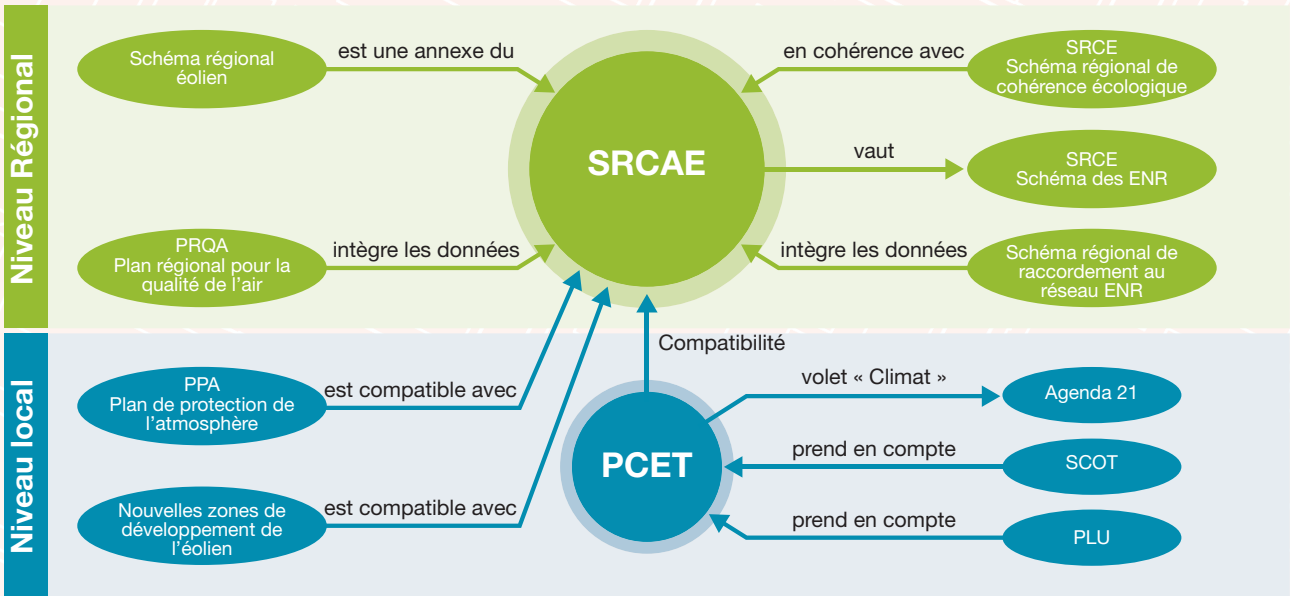 Niveau Régional
Schéma régional
éolien
est une annexe du
SRCAE
en cohérence avec
SRCE
Schéma régional de
cohérence écologique
vaut
SRCE
Schéma des ENR
PRQA
Plan régional pour la
qualité de l’air
intègre les données
intègre les données
Schéma régional de
raccordement au
réseau ENR
Niveau local
Compatibilité
PPA
Plan de protection de
l’atmosphère
est compatible avec
PCET
volet « Climat »
Agenda 21
prend en compte
SCOT
Nouvelles zones de
développement de
l’éolien
est compatible avec
prend en compte
PLU